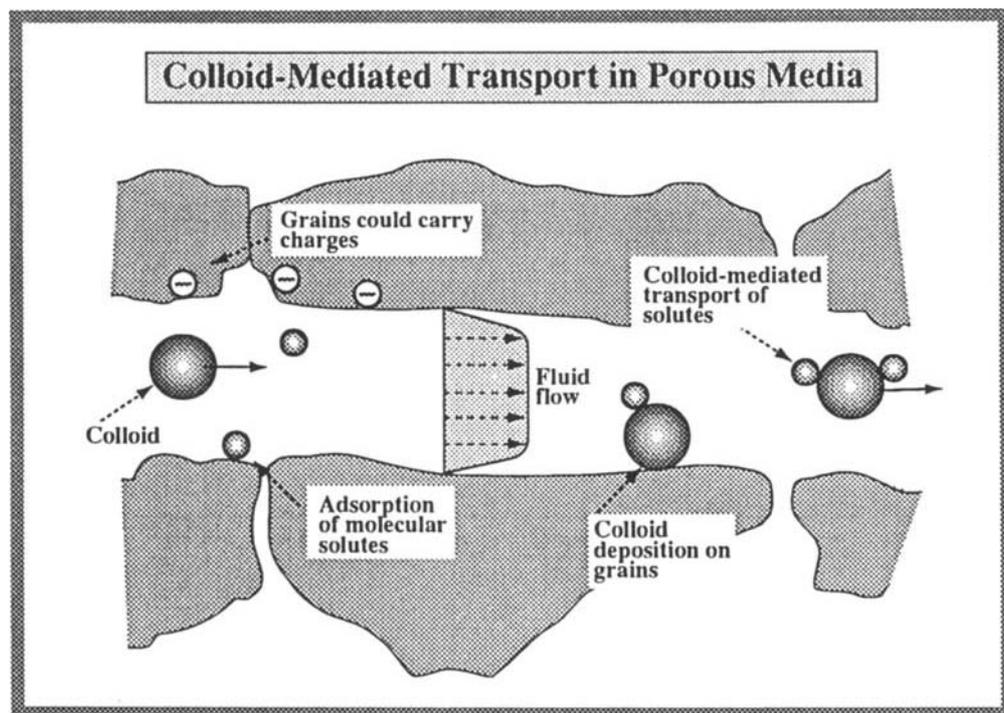 Colloid-Mediated Transport in Porous Media
Grains could carry
charges
Colloid-mediated
transport of
solutes
Fluid
flow
Colloid
Adsorption
of molecular
solutes
Colloid
deposition on
grains